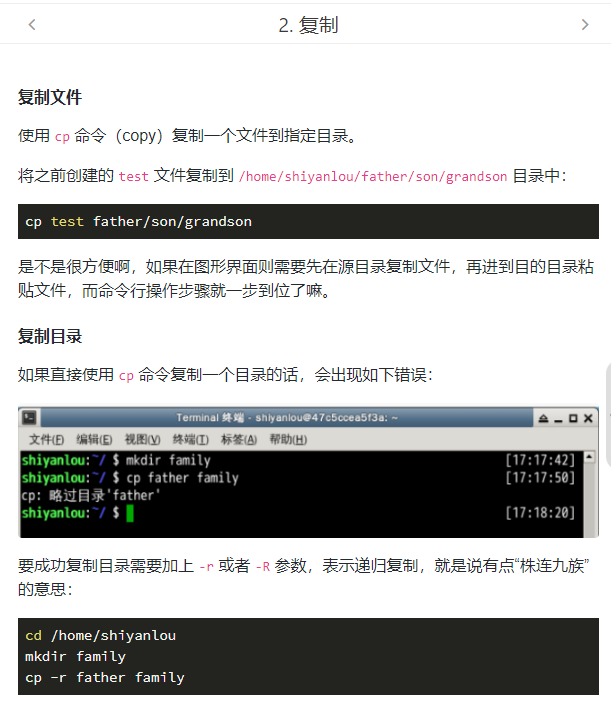 2. 复制
复制文件
使用 cp 命令（copy）复制一个文件到指定目录。
将之前创建的 test 文件复制到 /home/shiyanlou/father/son/grandson 目录中：
cp test father/son/grandson
是不是很方便啊，如果在图形界面则需要先在源目录复制文件，再进到目的目录粘
贴文件，而命令行操作步骤就一步到位了嘛。
复制目录
如果直接使用 cp 命令复制一个目录的话，会出现如下错误：
Terminal 终端 - shiyanlou@47c5ccea5f3a: ~
文件(F) 编辑(E) 视图(V) 终端(T) 标签(A) 帮助(H)
shiyanlou:~/ $ mkdir family [17:17:42]
shiyanlou:~/ $ cp father family [17:17:50]
cp: 略过目录'father'
shiyanlou:~/ $ [17:18:20]
要成功复制目录需要加上 -r 或者 -R 参数，表示递归复制，就是说有点“株连九族”
的意思：
cd /home/shiyanlou
mkdir family
cp -r father family